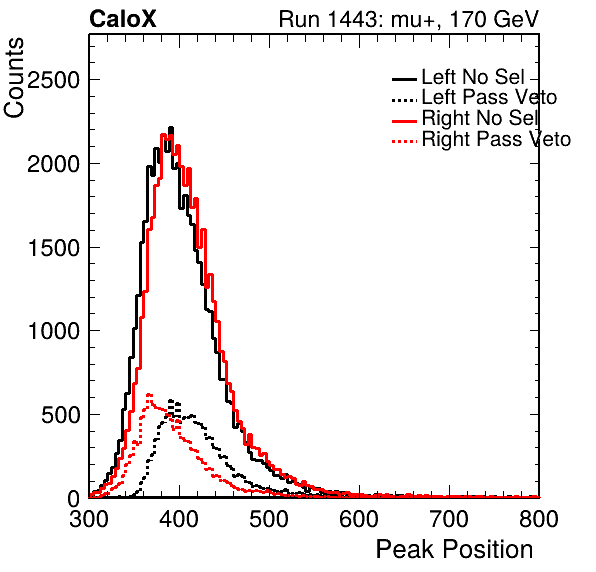 CaloX Run 1443: mu+, 170 GeV
Counts
2500
2000
1500
1000
500
0
Left No Sel
Left Pass Veto
Right No Sel
Right Pass Veto
300 400 500 600 700 800
Peak Position